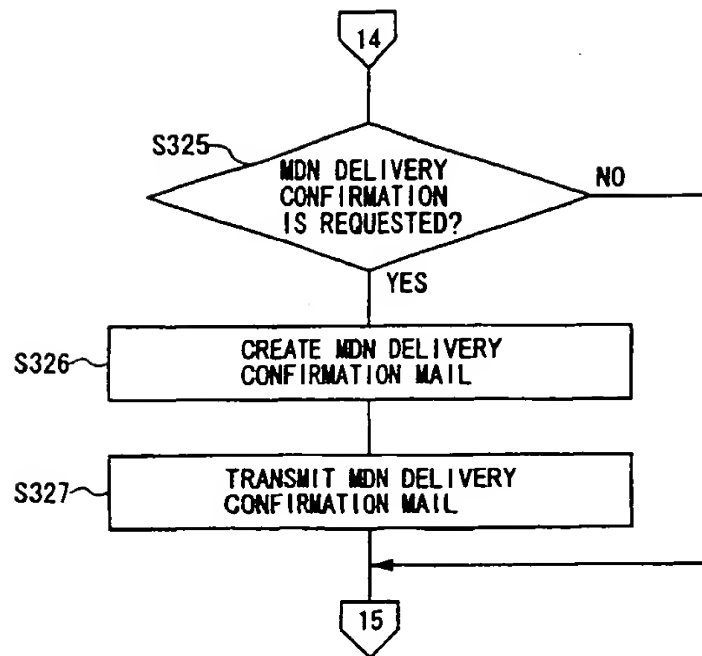 14
S325
MDN DELIVERY
CONFIRMATION
IS REQUESTED?
NO
YES
S326
CREATE MDN DELIVERY
CONFIRMATION MAIL
S327
TRANSMIT MDN DELIVERY
CONFIRMATION MAIL
15